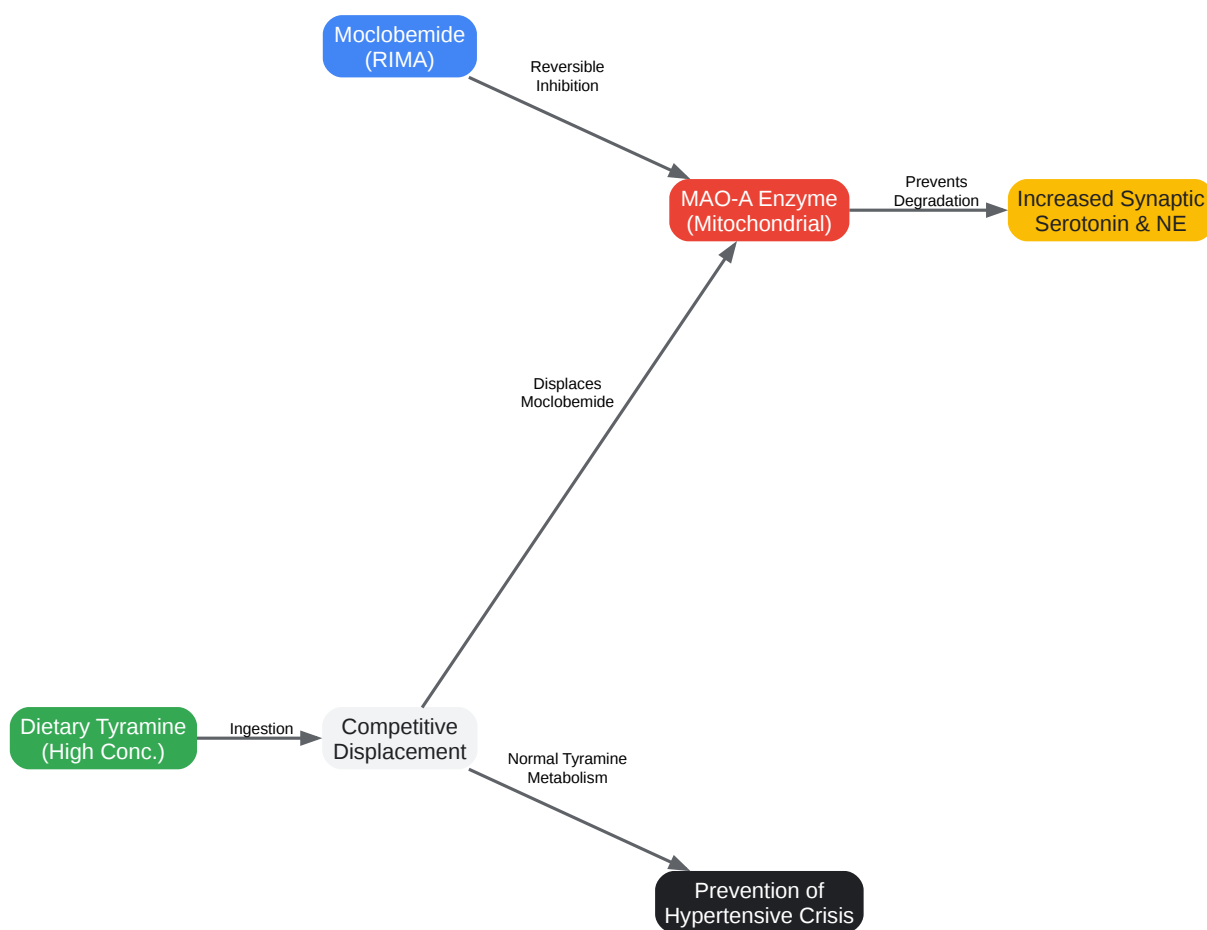 Moclobemide
(RIMA)
Reversible
Inhibition
MAO-A Enzyme
(Mitochondrial)
Prevents
Degradation
Increased Synaptic
Serotonin & NE
Displaces
Moclobemide
Dietary Tyramine
(High Conc.)
Ingestion
Competitive
Displacement
Normal Tyramine
Metabolism
Prevention of
Hypertensive Crisis